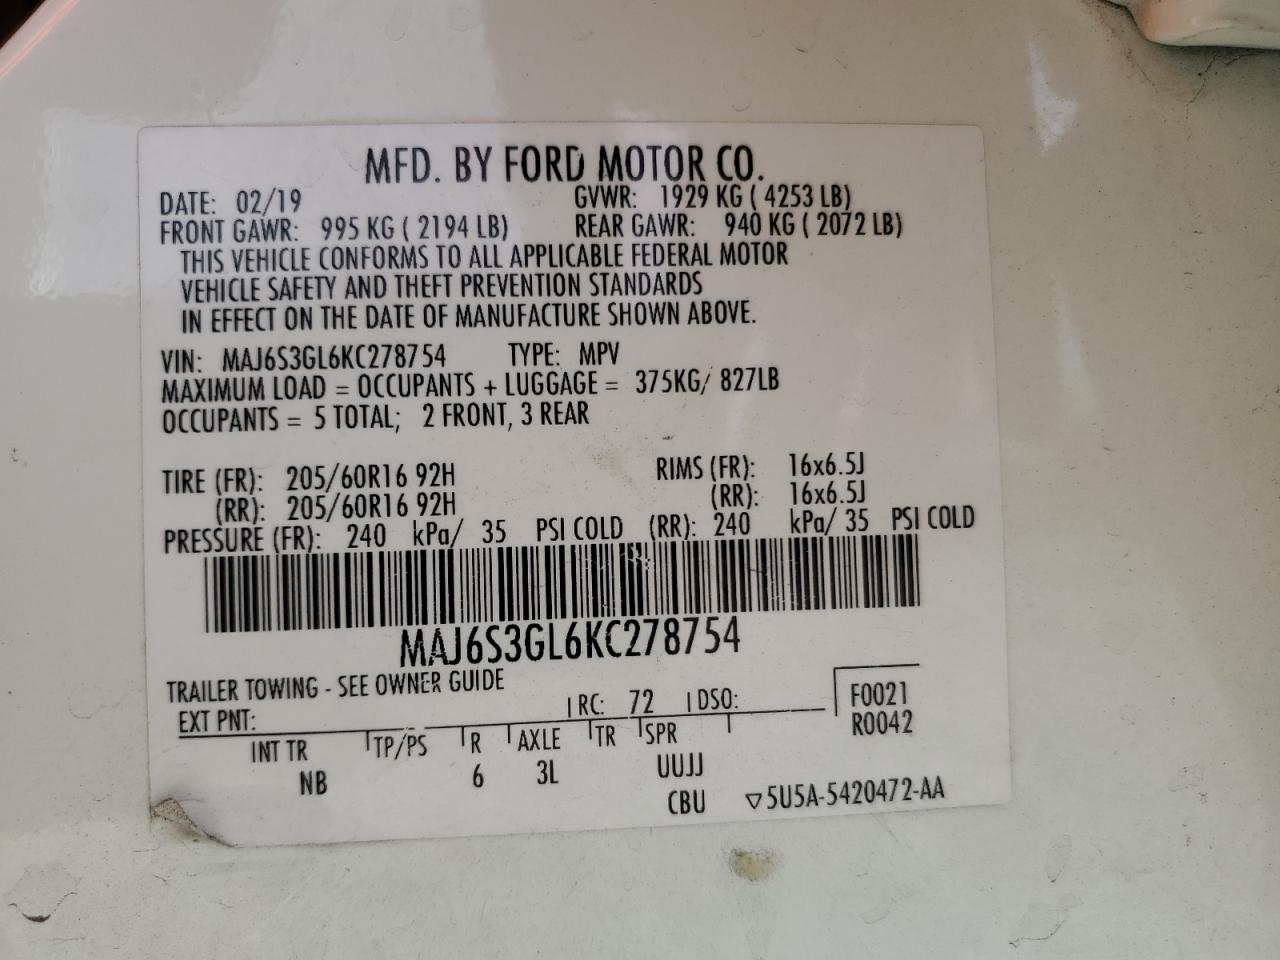 MFD. BY FORD MOTOR CO.
DATE: 02/19 GVWR: 1929 KG ( 4253 LB)
FRONT GAWR: 995 KG ( 2194 LB) REAR GAWR: 940 KG ( 2072 LB)
THIS VEHICLE CONFORMS TO ALL APPLICABLE FEDERAL MOTOR
VEHICLE SAFETY AND THEFT PREVENTION STANDARDS
IN EFFECT ON THE DATE OF MANUFACTURE SHOWN ABOVE.
VIN: MAJ6S3GL6KC278754 TYPE: MPV
MAXIMUM LOAD = OCCUPANTS + LUGGAGE = 375KG/ 827LB
OCCUPANTS = 5 TOTAL; 2 FRONT, 3 REAR
TIRE (FR): 205/60R16 92H RIMS (FR): 16x6.5J
(RR): 205/60R16 92H (RR): 16x6.5J
PRESSURE (FR): 240 kPa/ 35 PSI COLD (RR): 240 kPa/ 35 PSI COLD
MAJ6S3GL6KC278754
TRAILER TOWING - SEE OWNER GUIDE
EXT PNT: RC: 72 DSO: F0021
R0042
INT TR TP/PS R AXLE TR SPR
NB 6 3L UUJJ
CBU ▽5U5A-5420472-AA